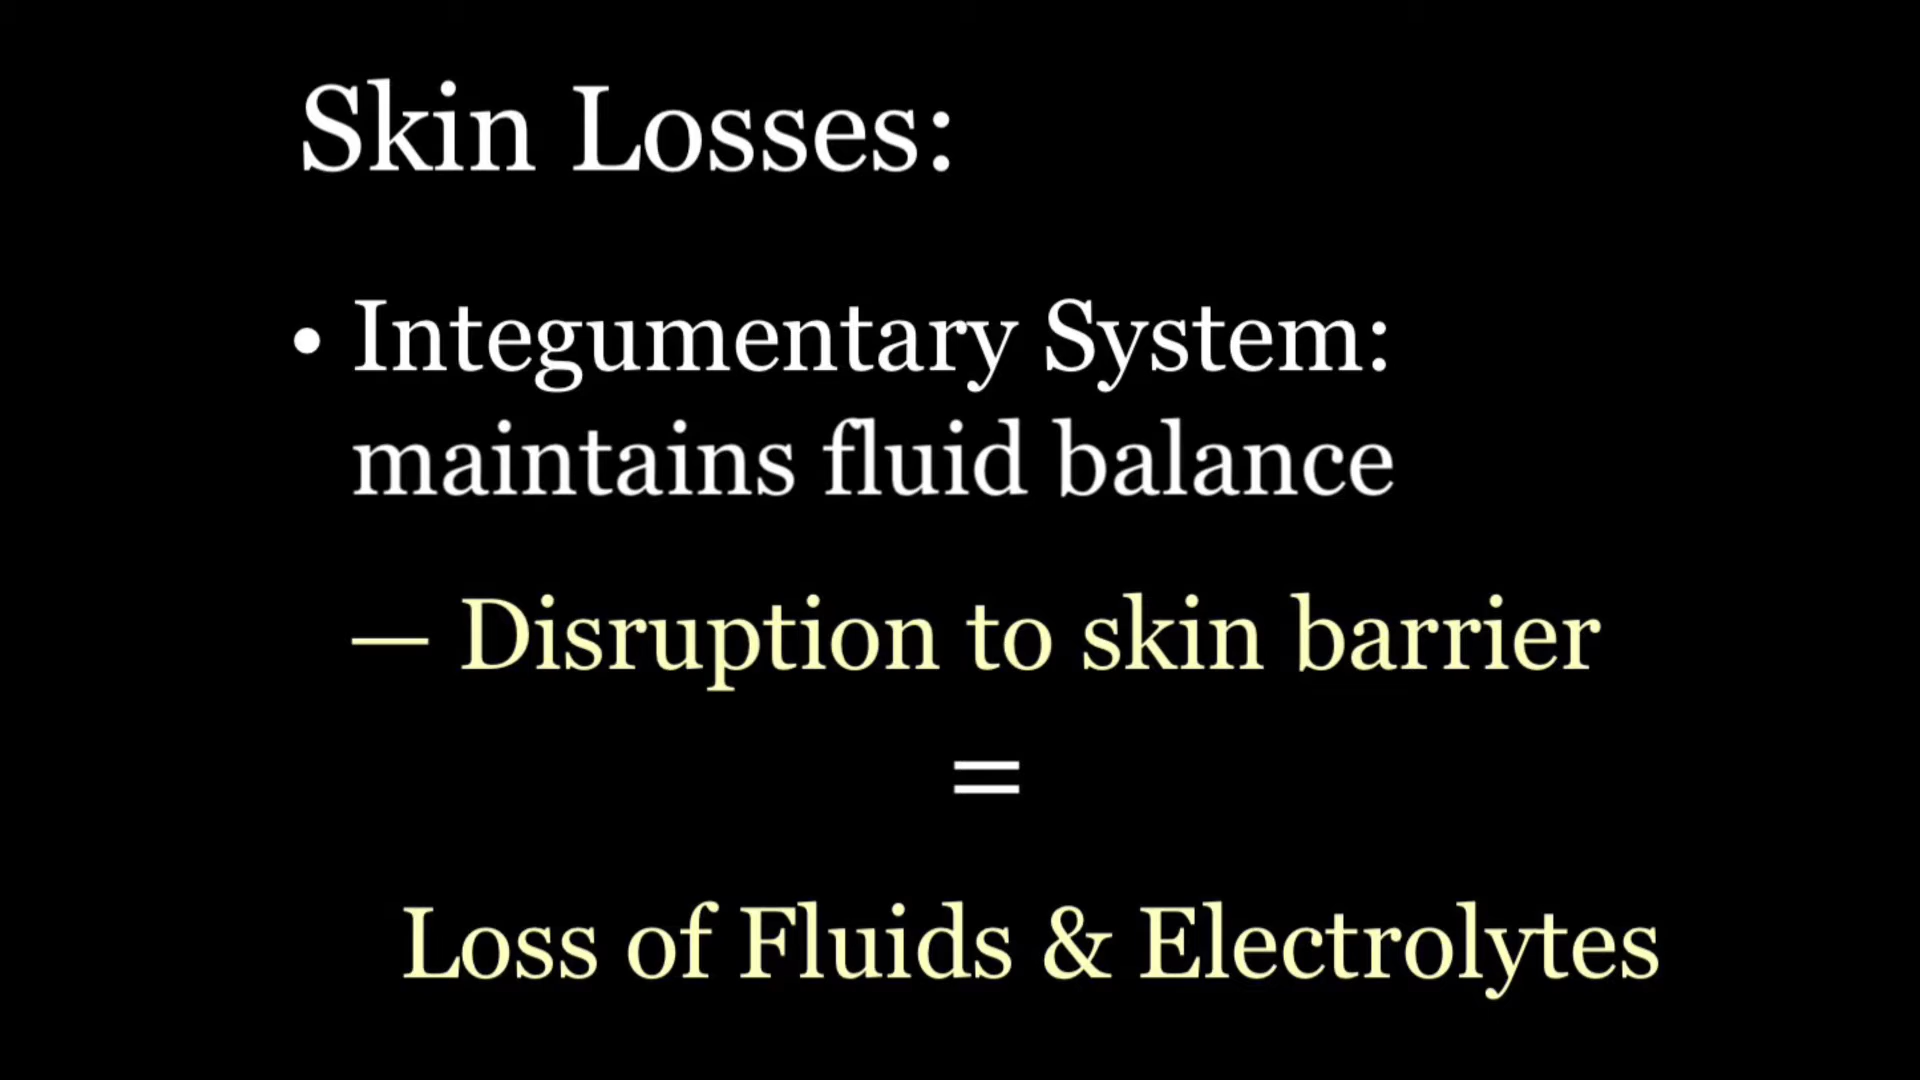 Skin Losses:
• Integumentary System:
maintains fluid balance
— Disruption to skin barrier
=
Loss of Fluids & Electrolytes